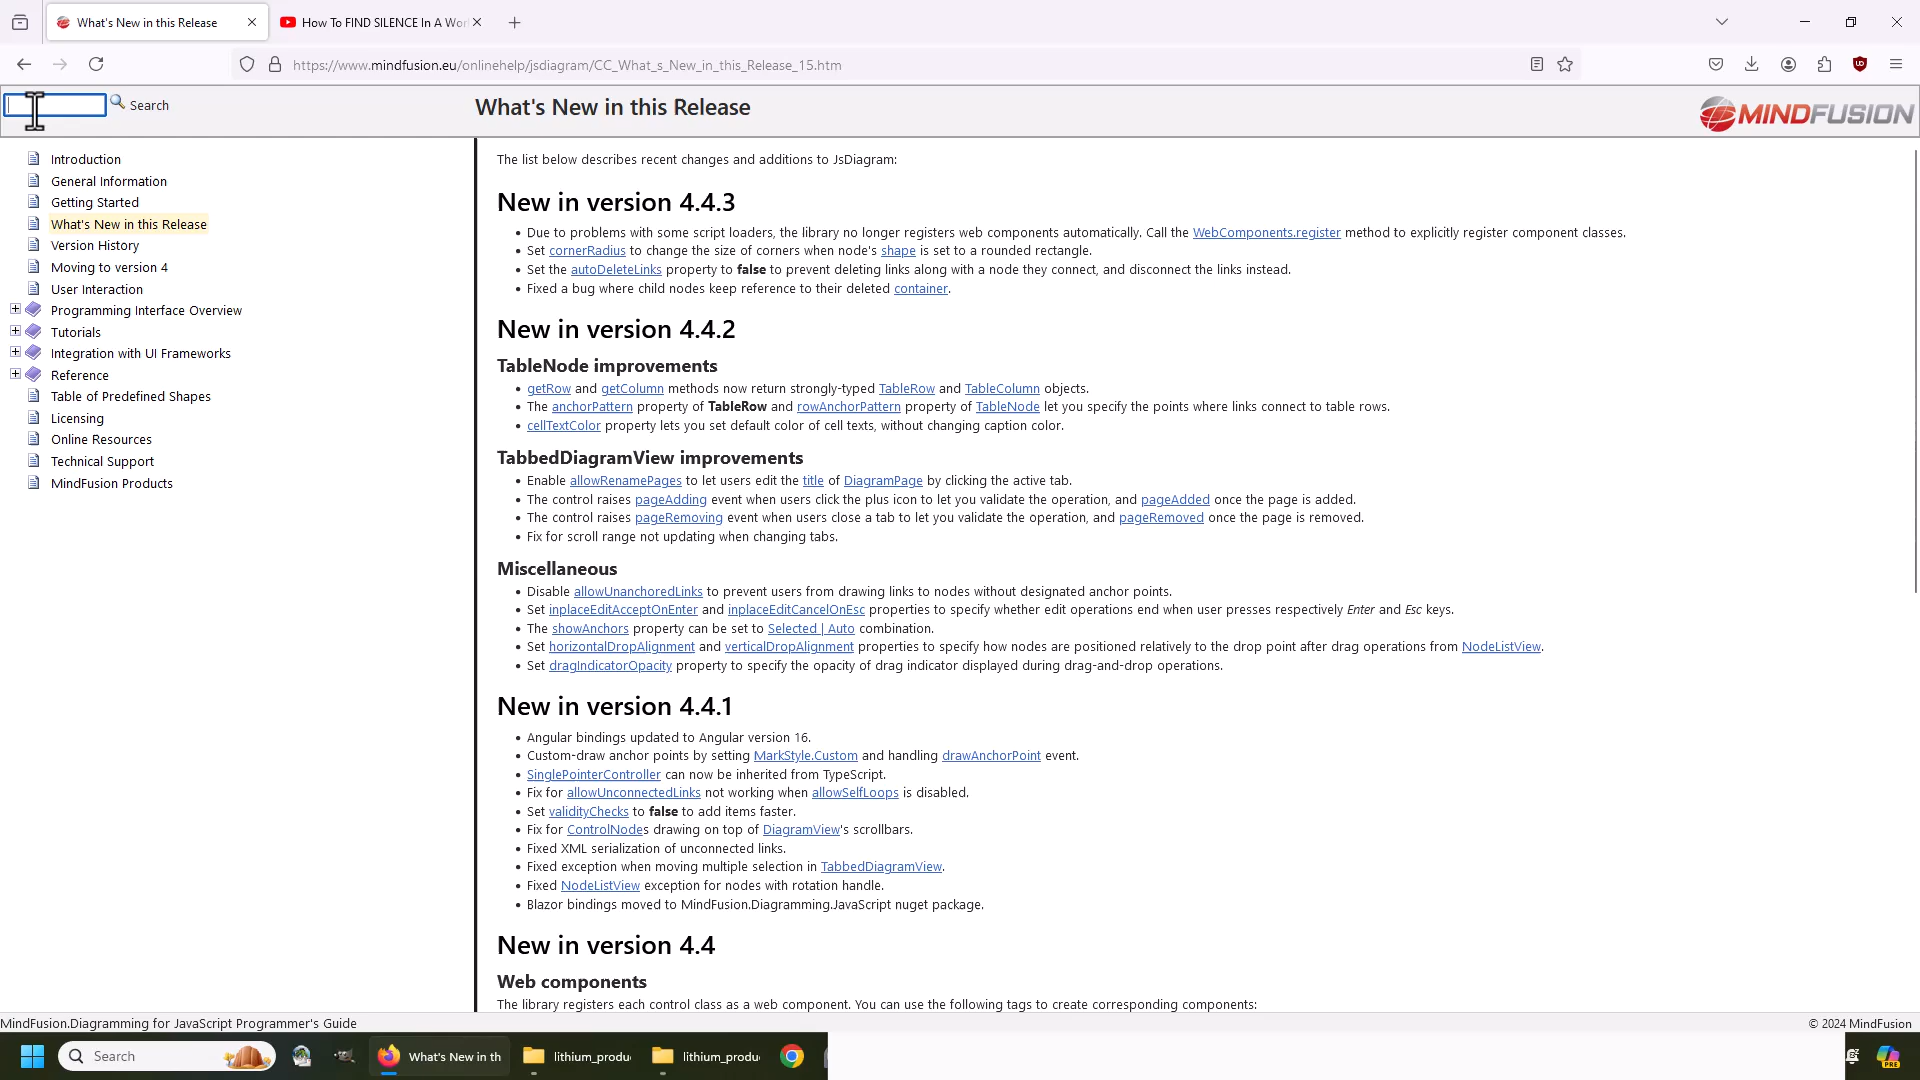 What's New in this Release
How To FIND SILENCE In A Wor
https://www.mindfusion.eu/onlinehelp/jsdiagram/CC_What_s_New_in_this_Release_15.htm
Search
What's New in this Release
MINDFUSION
Introduction
General Information
Getting Started
What's New in this Release
Version History
Moving to version 4
User Interaction
Programming Interface Overview
Tutorials
Integration with UI Frameworks
Reference
Table of Predefined Shapes
Licensing
Online Resources
Technical Support
MindFusion Products
The list below describes recent changes and additions to JsDiagram:
New in version 4.4.3
• Due to problems with some script loaders, the library no longer registers web components automatically. Call the WebComponents.register method to explicitly register component classes.
• Set cornerRadius to change the size of corners when node's shape is set to a rounded rectangle.
• Set the autoDeleteLinks property to false to prevent deleting links along with a node they connect, and disconnect the links instead.
• Fixed a bug where child nodes keep reference to their deleted container.
New in version 4.4.2
TableNode improvements
• getRow and getColumn methods now return strongly-typed TableRow and TableColumn objects.
• The anchorPattern property of TableRow and rowAnchorPattern property of TableNode let you specify the points where links connect to table rows.
• cellTextColor property lets you set default color of cell texts, without changing caption color.
TabbedDiagramView improvements
• Enable allowRenamePages to let users edit the title of DiagramPage by clicking the active tab.
• The control raises pageAdding event when users click the plus icon to let you validate the operation, and pageAdded once the page is added.
• The control raises pageRemoving event when users close a tab to let you validate the operation, and pageRemoved once the page is removed.
• Fix for scroll range not updating when changing tabs.
Miscellaneous
• Disable allowUnanchoredLinks to prevent users from drawing links to nodes without designated anchor points.
• Set inplaceEditAcceptOnEnter and inplaceEditCancelOnEsc properties to specify whether edit operations end when user presses respectively Enter and Esc keys.
• The showAnchors property can be set to Selected | Auto combination.
• Set horizontalDropAlignment and verticalDropAlignment properties to specify how nodes are positioned relatively to the drop point after drag operations from NodeListView.
• Set dragIndicatorOpacity property to specify the opacity of drag indicator displayed during drag-and-drop operations.
New in version 4.4.1
• Angular bindings updated to Angular version 16.
• Custom-draw anchor points by setting MarkStyle.Custom and handling drawAnchorPoint event.
• SinglePointerController can now be inherited from TypeScript.
• Fix for allowUnconnectedLinks not working when allowSelfLoops is disabled.
• Set validityChecks to false to add items faster.
• Fix for ControlNodes drawing on top of DiagramView's scrollbars.
• Fixed XML serialization of unconnected links.
• Fixed exception when moving multiple selection in TabbedDiagramView.
• Fixed NodeListView exception for nodes with rotation handle.
• Blazor bindings moved to MindFusion.Diagramming.JavaScript nuget package.
New in version 4.4
Web components
The library registers each control class as a web component. You can use the following tags to create corresponding components:
MindFusion.Diagramming for JavaScript Programmer's Guide
© 2024 MindFusion
Search
What's New in th
lithium_produ
lithium_produ
PRE